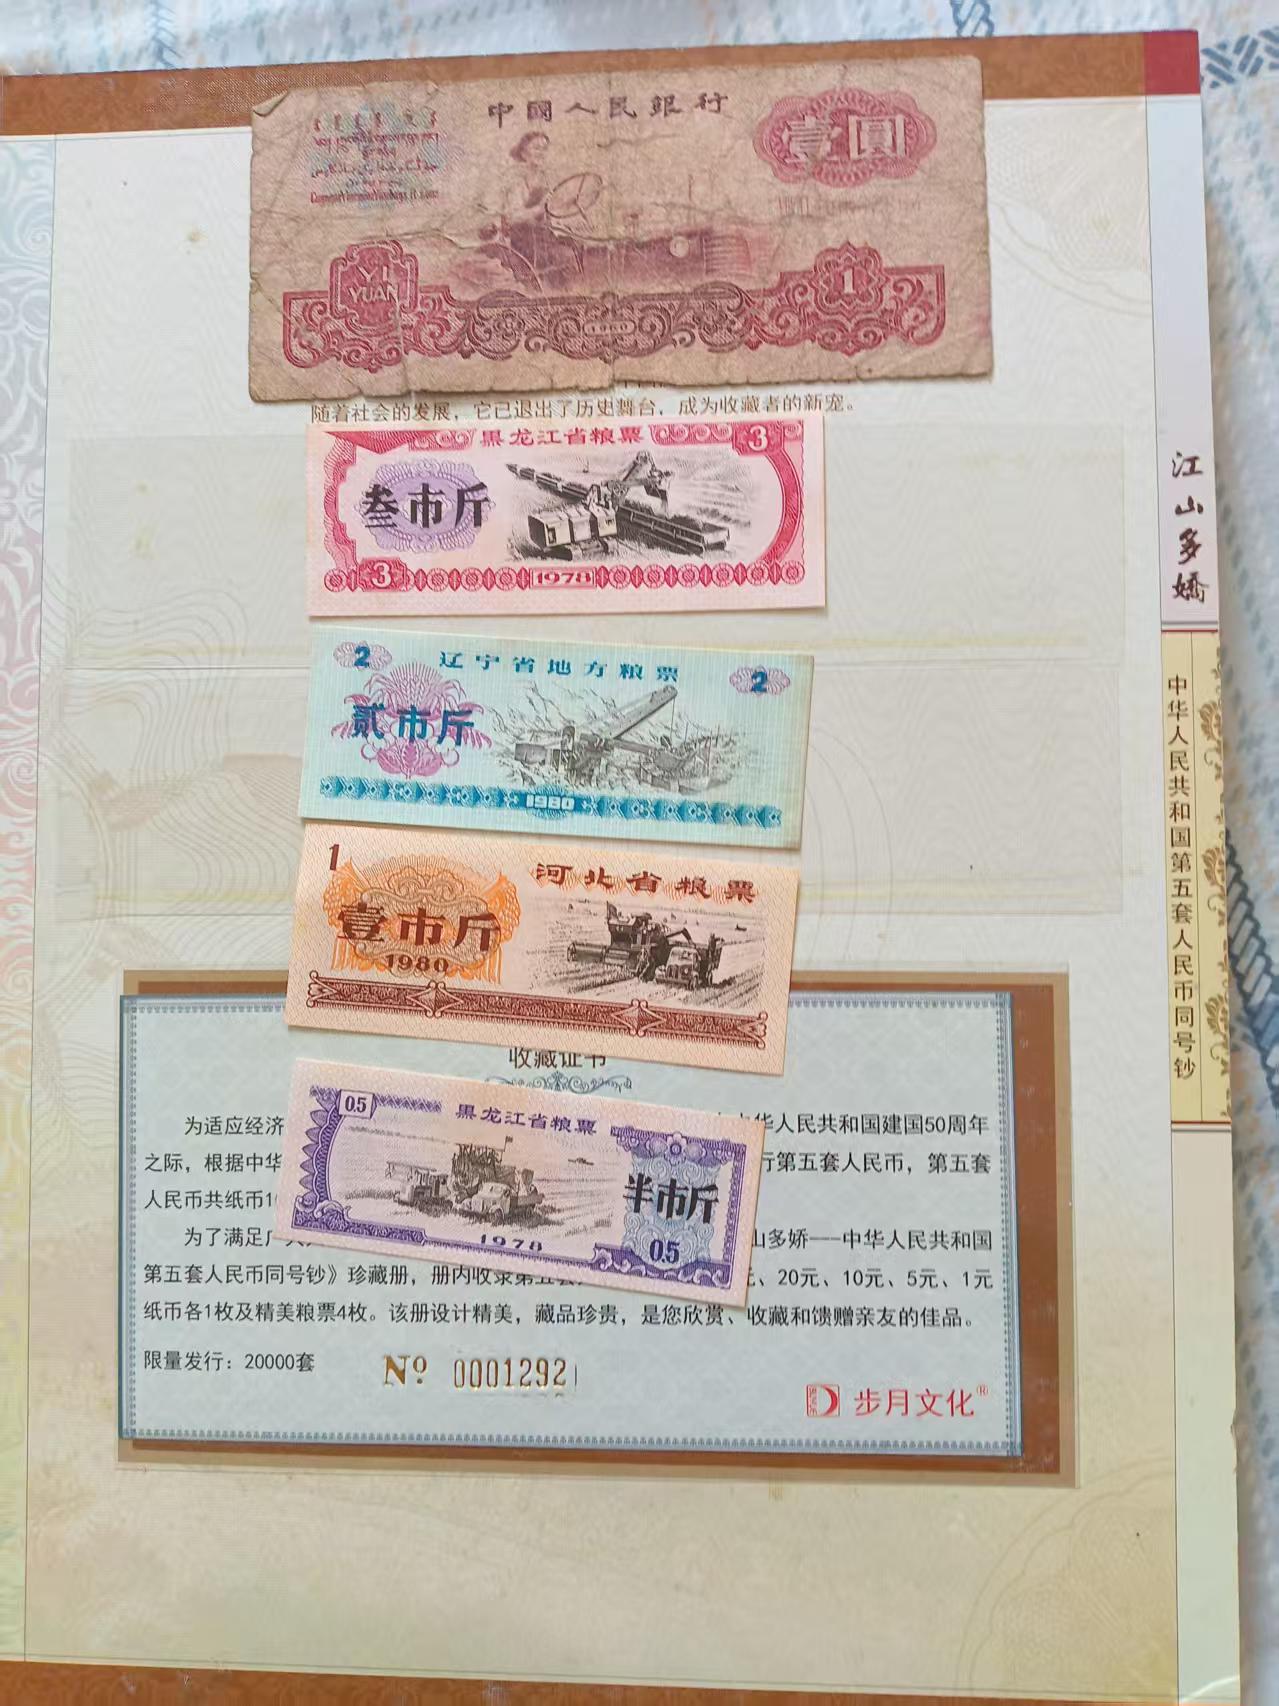 中國人民銀行
壹圓
YI
YUAN
1
1960
随着社会的发展，它已退出了历史舞台，成为收藏者的新宠。
黑龙江省粮票
3
叁市斤
3
1978
2
辽宁省地方粮票
2
贰市斤
1980
1
河北省粮票
壹市斤
1980
收藏证书
0.5
黑龙江省粮票
半市斤
1978
0.5
为适应经济
华人民共和国建国50周年
之际，根据中华
行第五套人民币，第五套
人民币共纸币1
为了满足广大
山多娇——中华人民共和国
第五套人民币同号钞》珍藏册，册内收录第五套
、20元、10元、5元、1元
纸币各1枚及精美粮票4枚。该册设计精美，藏品珍贵，是您欣赏、收藏和馈赠亲友的佳品。
限量发行：20000套
Nº 0001292
步月文化®
江山多娇
中华人民共和国第五套人民币同号钞